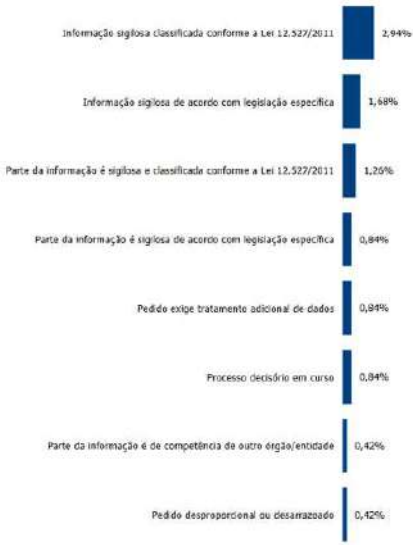 Informação sigilosa classificada conforme a Lei 12.527/2011 2,94%
Informação sigilosa de acordo com legislação específica 1,68%
Parte da informação é sigilosa e classificada conforme a Lei 12.527/2011 1,26%
Parte da informação é sigilosa de acordo com legislação específica 0,84%
Pedido exige tratamento adicional de dados 0,84%
Processo decisório em curso 0,84%
Parte da informação é de competência de outro órgão/entidade 0,42%
Pedido desproporcional ou desarrazoado 0,42%